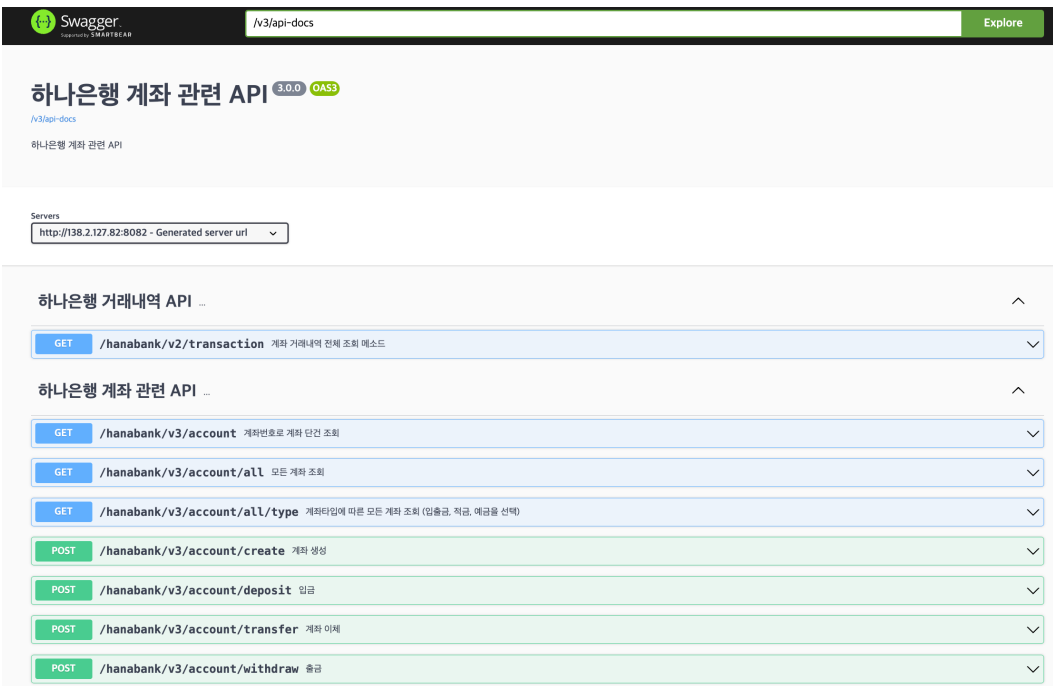 Swagger.
Supported by SMARTBEAR
/v3/api-docs
Explore
하나은행 계좌 관련 API 3.0.0 OAS3
/v3/api-docs
하나은행 계좌 관련 API
Servers
http://138.2.127.82:8082 - Generated server url
하나은행 거래내역 API ...
GET /hanabank/v2/transaction 계좌 거래내역 전체 조회 메소드
하나은행 계좌 관련 API ...
GET /hanabank/v3/account 계좌번호로 계좌 단건 조회
GET /hanabank/v3/account/all 모든 계좌 조회
GET /hanabank/v3/account/all/type 계좌타입에 따른 모든 계좌 조회 (입출금, 적금, 예금을 선택)
POST /hanabank/v3/account/create 계좌 생성
POST /hanabank/v3/account/deposit 입금
POST /hanabank/v3/account/transfer 계좌 이체
POST /hanabank/v3/account/withdraw 출금